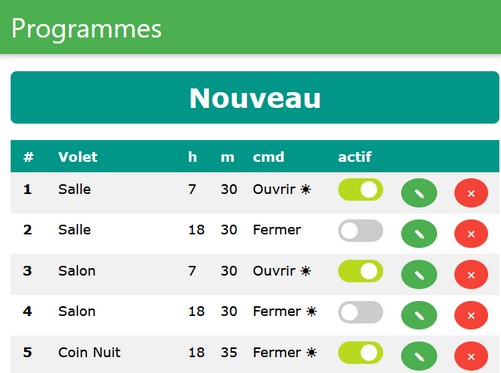 Programmes
Nouveau
# Volet h m cmd actif
1 Salle 7 30 Ouvrir ☀
2 Salle 18 30 Fermer
3 Salon 7 30 Ouvrir ☀
4 Salon 18 30 Fermer ☀
5 Coin Nuit 18 35 Fermer ☀